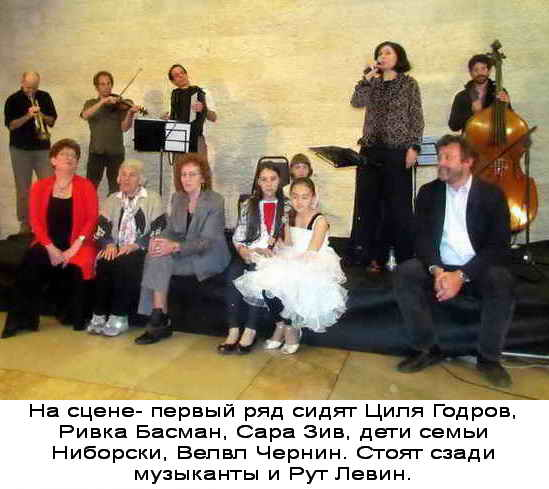 На сцене- первый ряд сидят Циля Годров,
Ривка Басман, Сара Зив, дети семьи
Ниборски, Велвл Чернин. Стоят сзади
музыканты и Рут Левин.